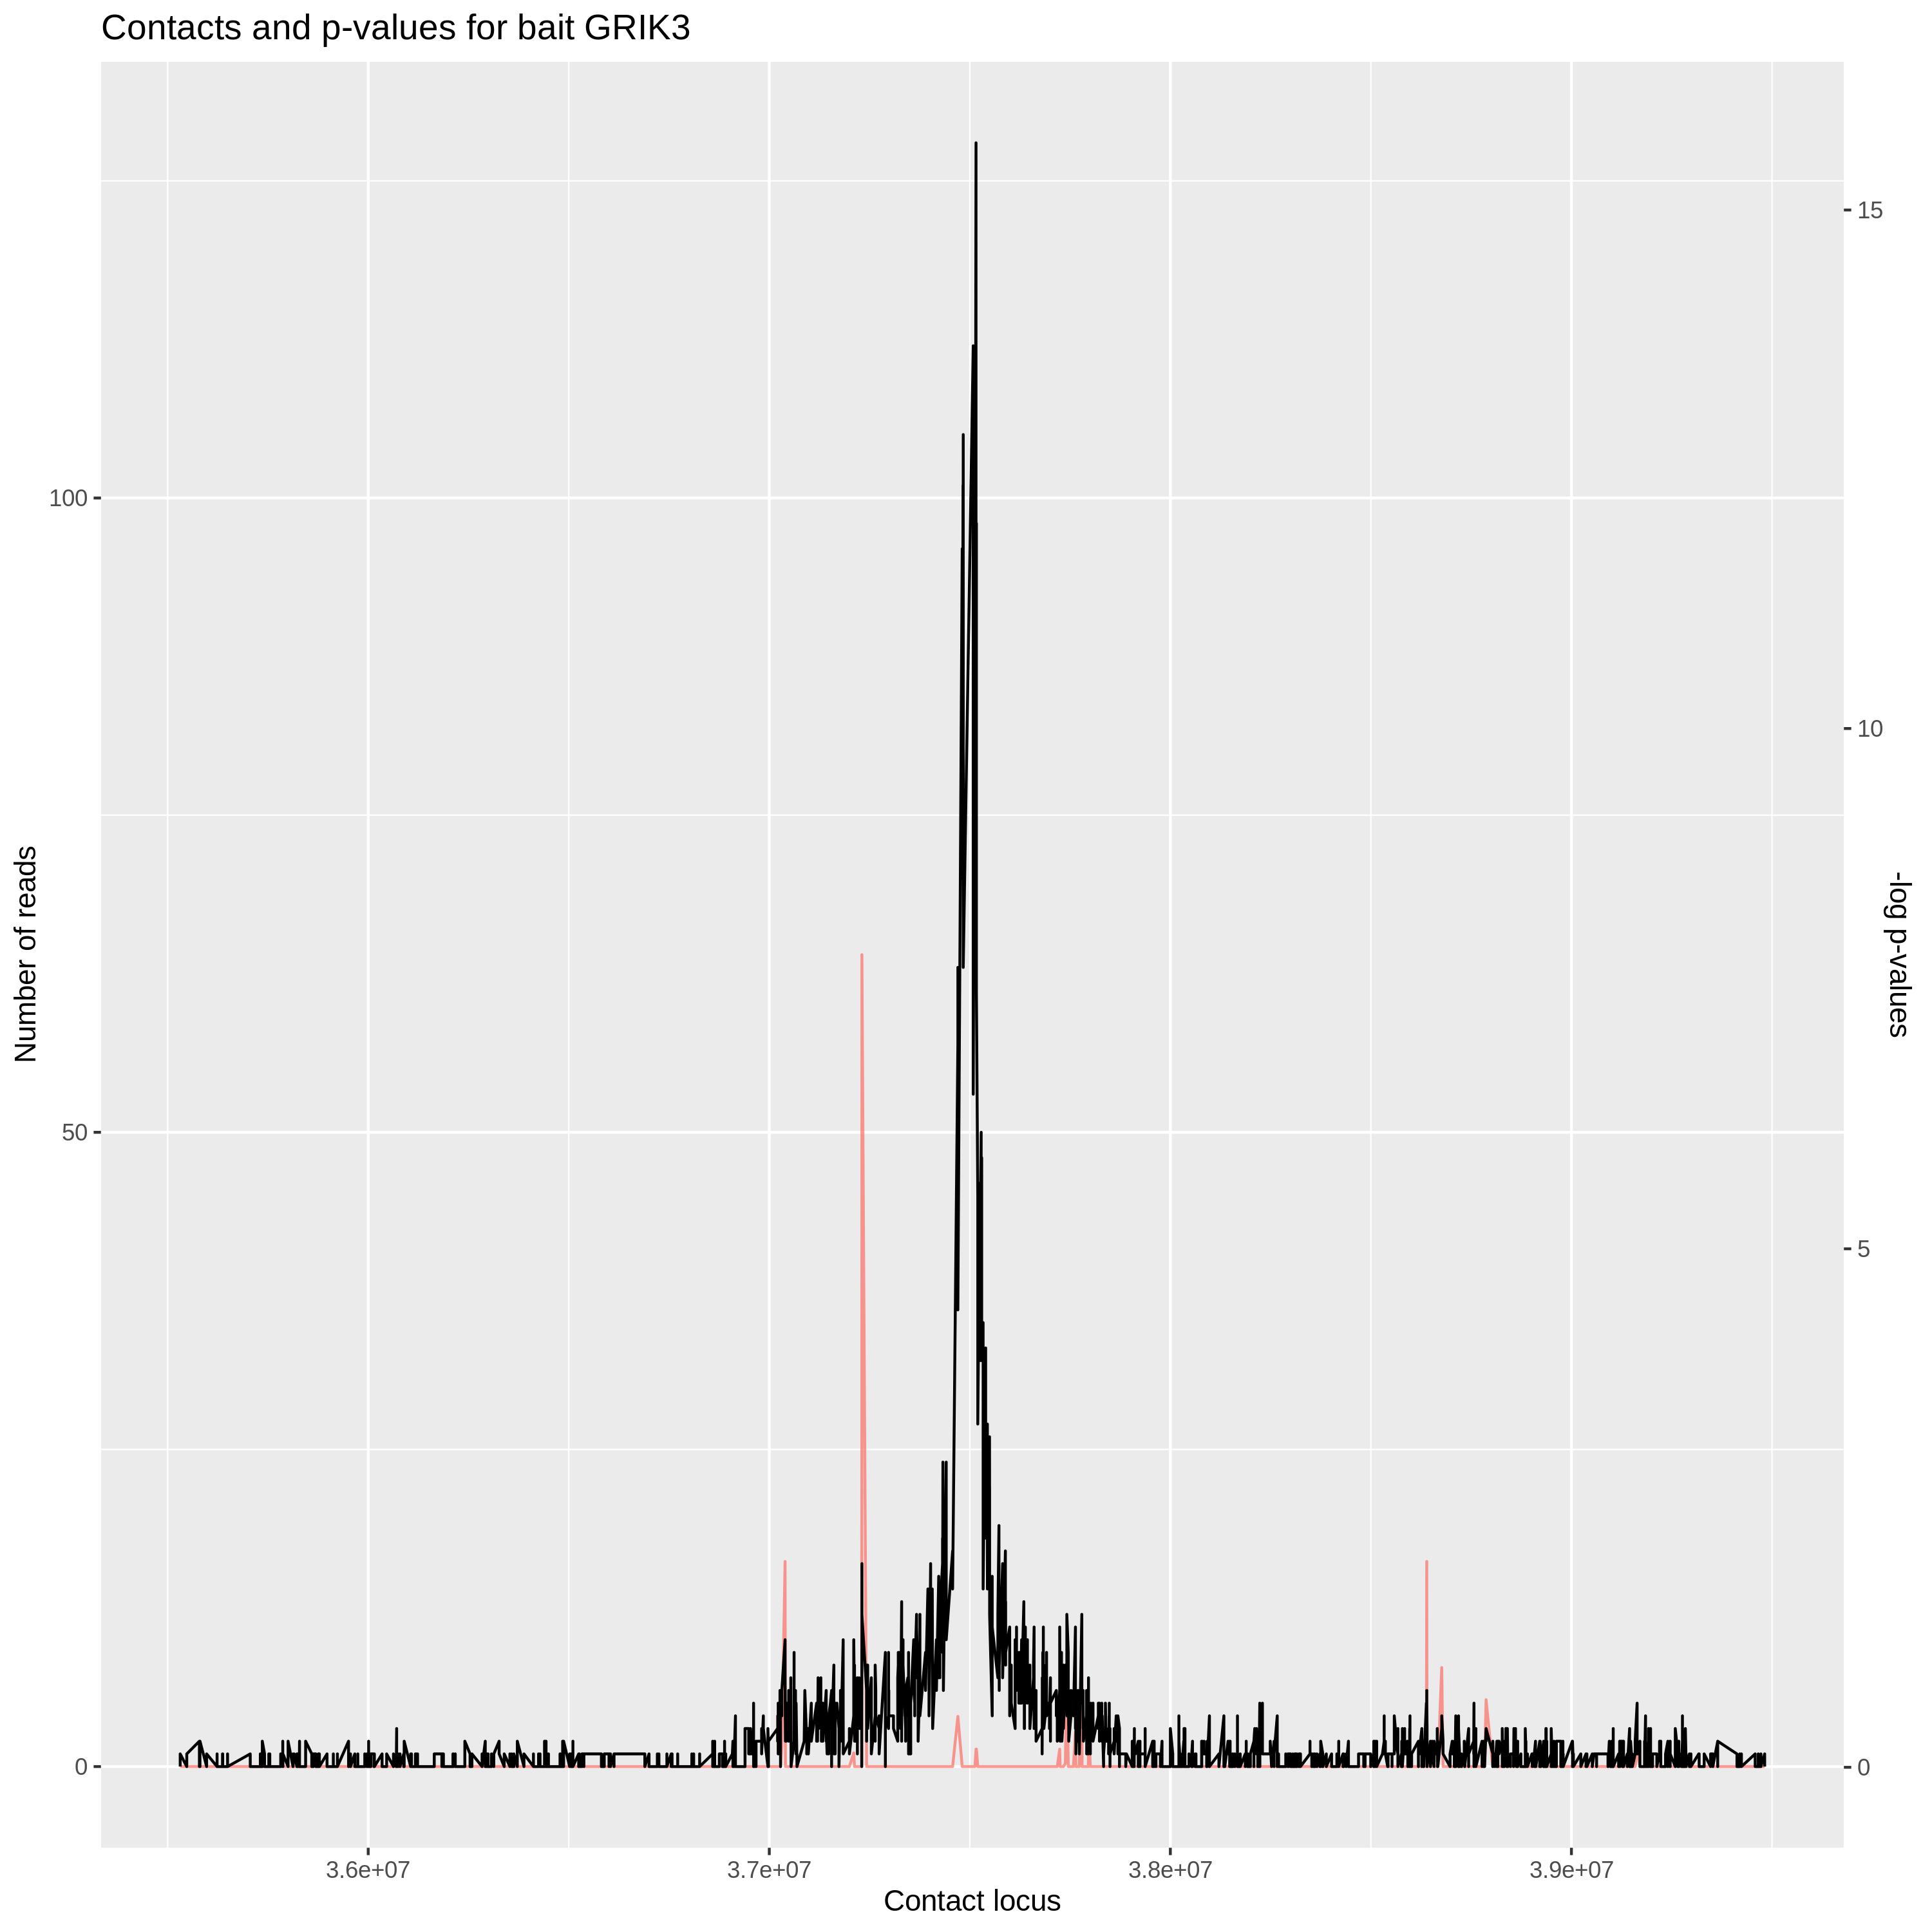 Contacts and p-values for bait GRIK3
Number of reads
100
50
0
15
10
5
0
-log p-values
3.6e+07
3.7e+07
3.8e+07
3.9e+07
Contact locus